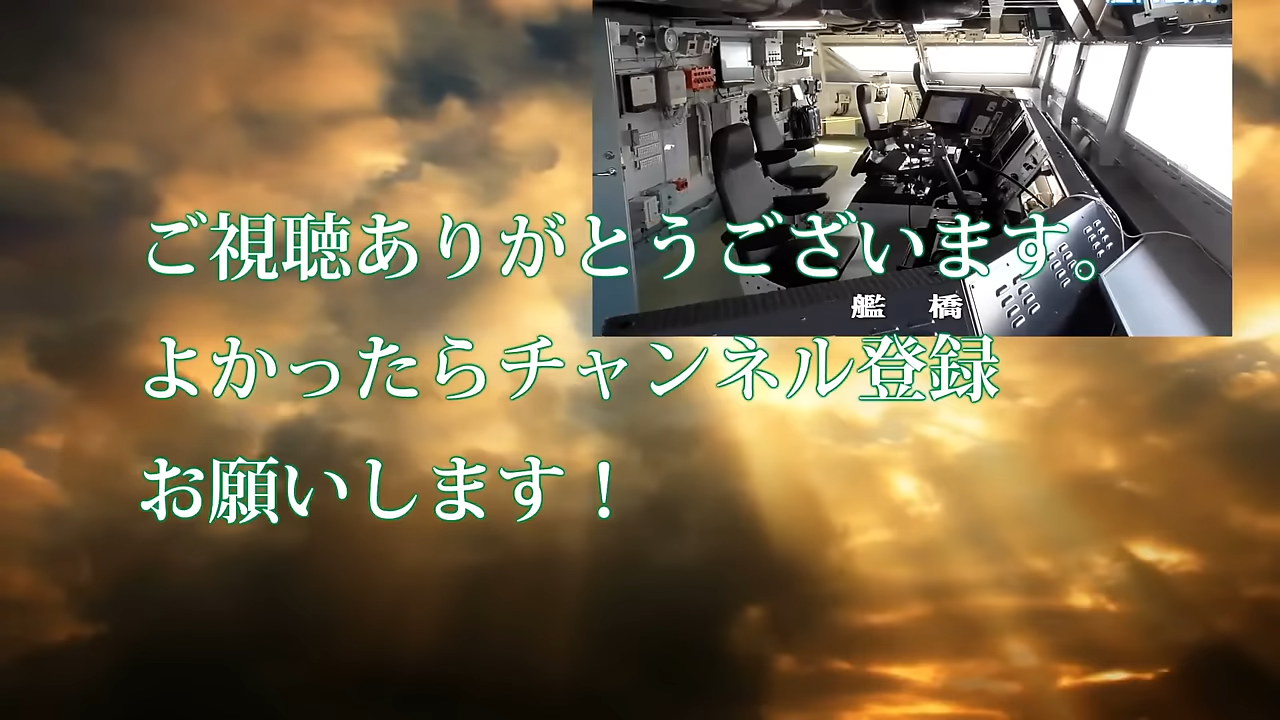 ご視聴ありがとうございます。
艦 橋
よかったらチャンネル登録
お願いします！